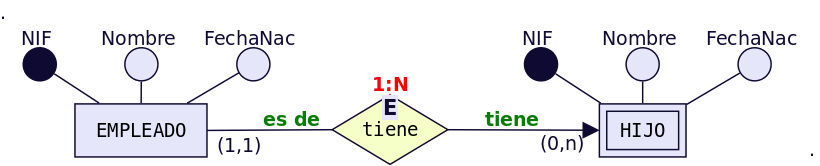 NIF Nombre FechaNac NIF Nombre FechaNac
1:N
E
es de tiene tiene
EMPLEADO HIJO
(1,1) (0,n)